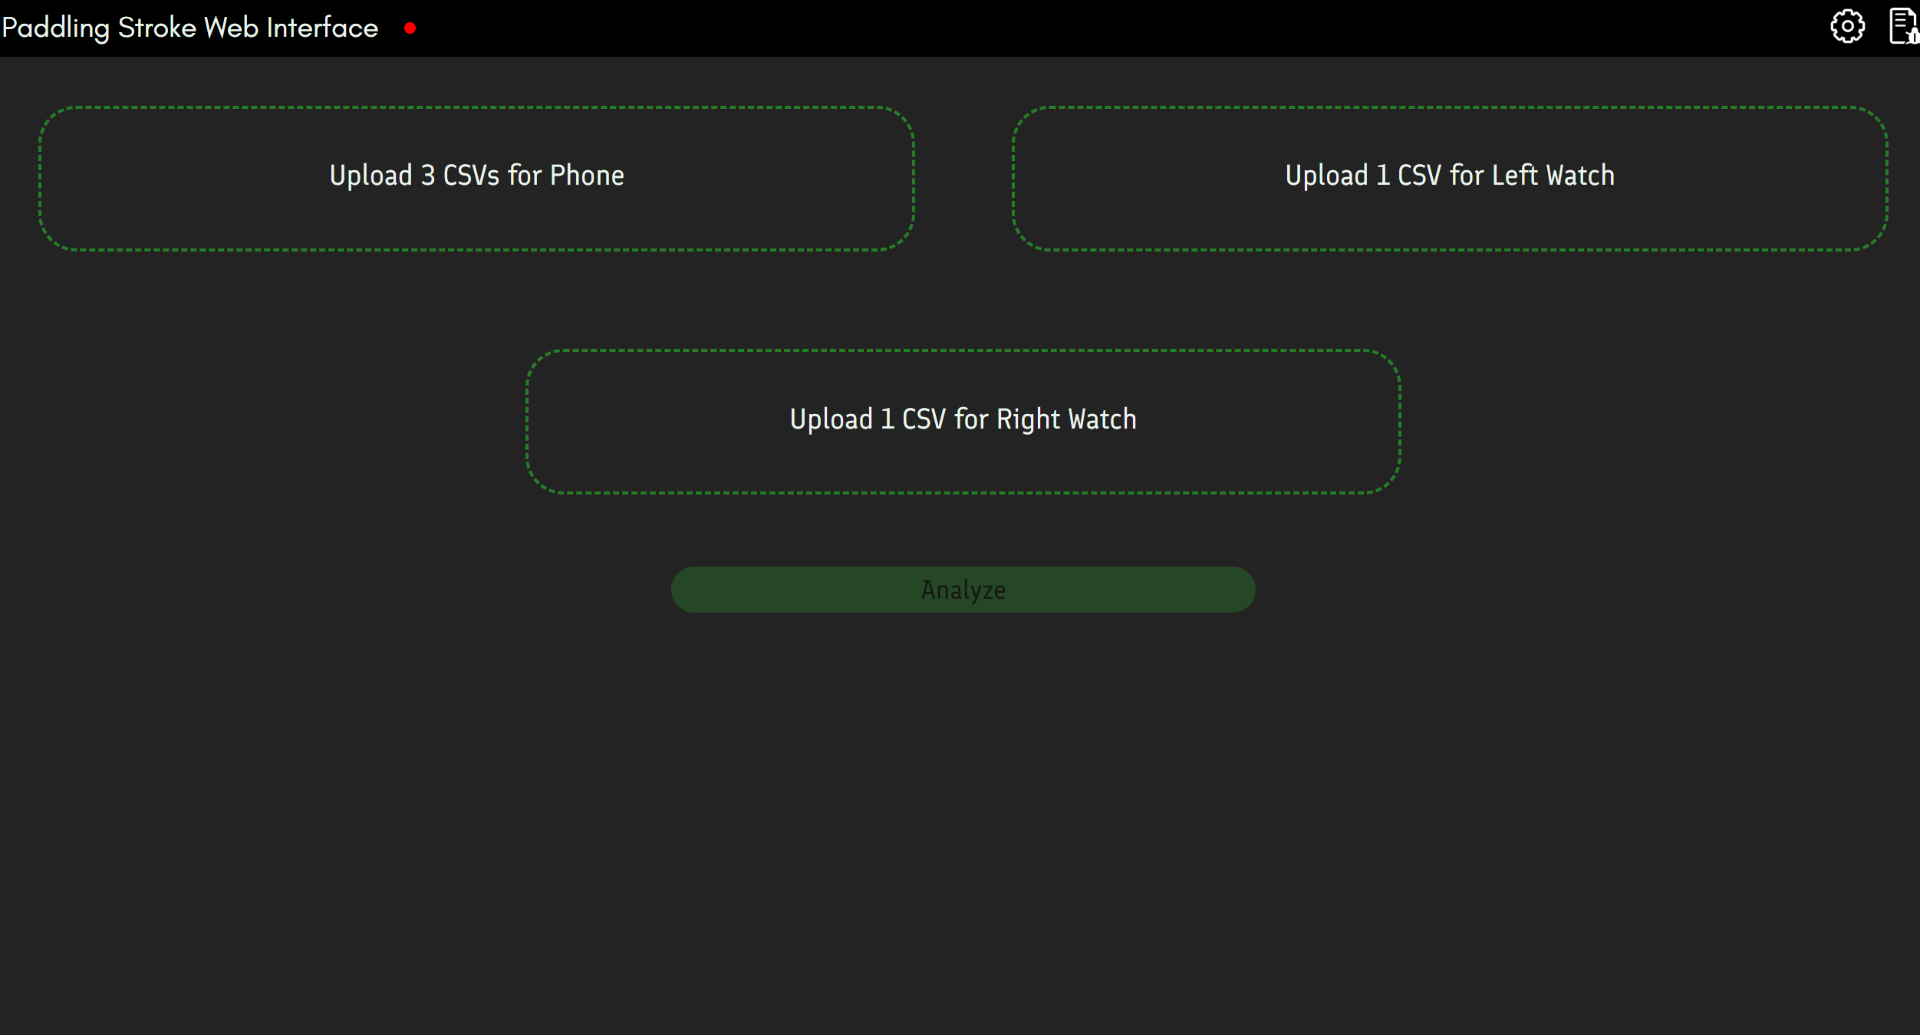 Paddling Stroke Web Interface
Upload 3 CSVs for Phone
Upload 1 CSV for Left Watch
Upload 1 CSV for Right Watch
Analyze